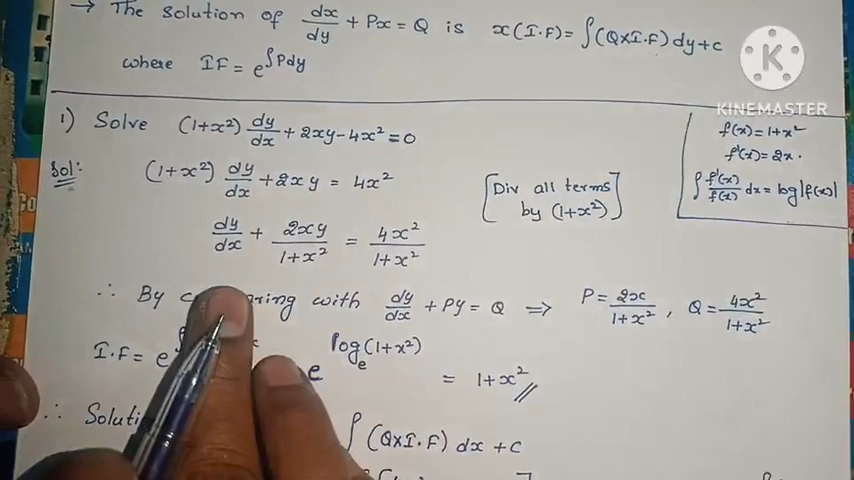 → The solution of dx/dy + Px = Q is x(I.F) = ∫(Q×I.F) dy + c
where IF = e^∫Pdy
KINEMASTER
1) Solve (1+x²) dy/dx + 2xy - 4x² = 0
f(x) = 1+x²
f'(x) = 2x.
∫ f'(x)/f(x) dx = log|f(x)|
Sol: (1+x²) dy/dx + 2xy = 4x²
[Div all terms by (1+x²)]
dy/dx + 2xy/1+x² = 4x²/1+x²
∴ By with dy/dx + Py = Q ⇒ P = 2x/1+x², Q = 4x²/1+x²
I.F = e e^logₑ(1+x²) = 1+x² //
∴ ∫(Q×I.F) dx + c